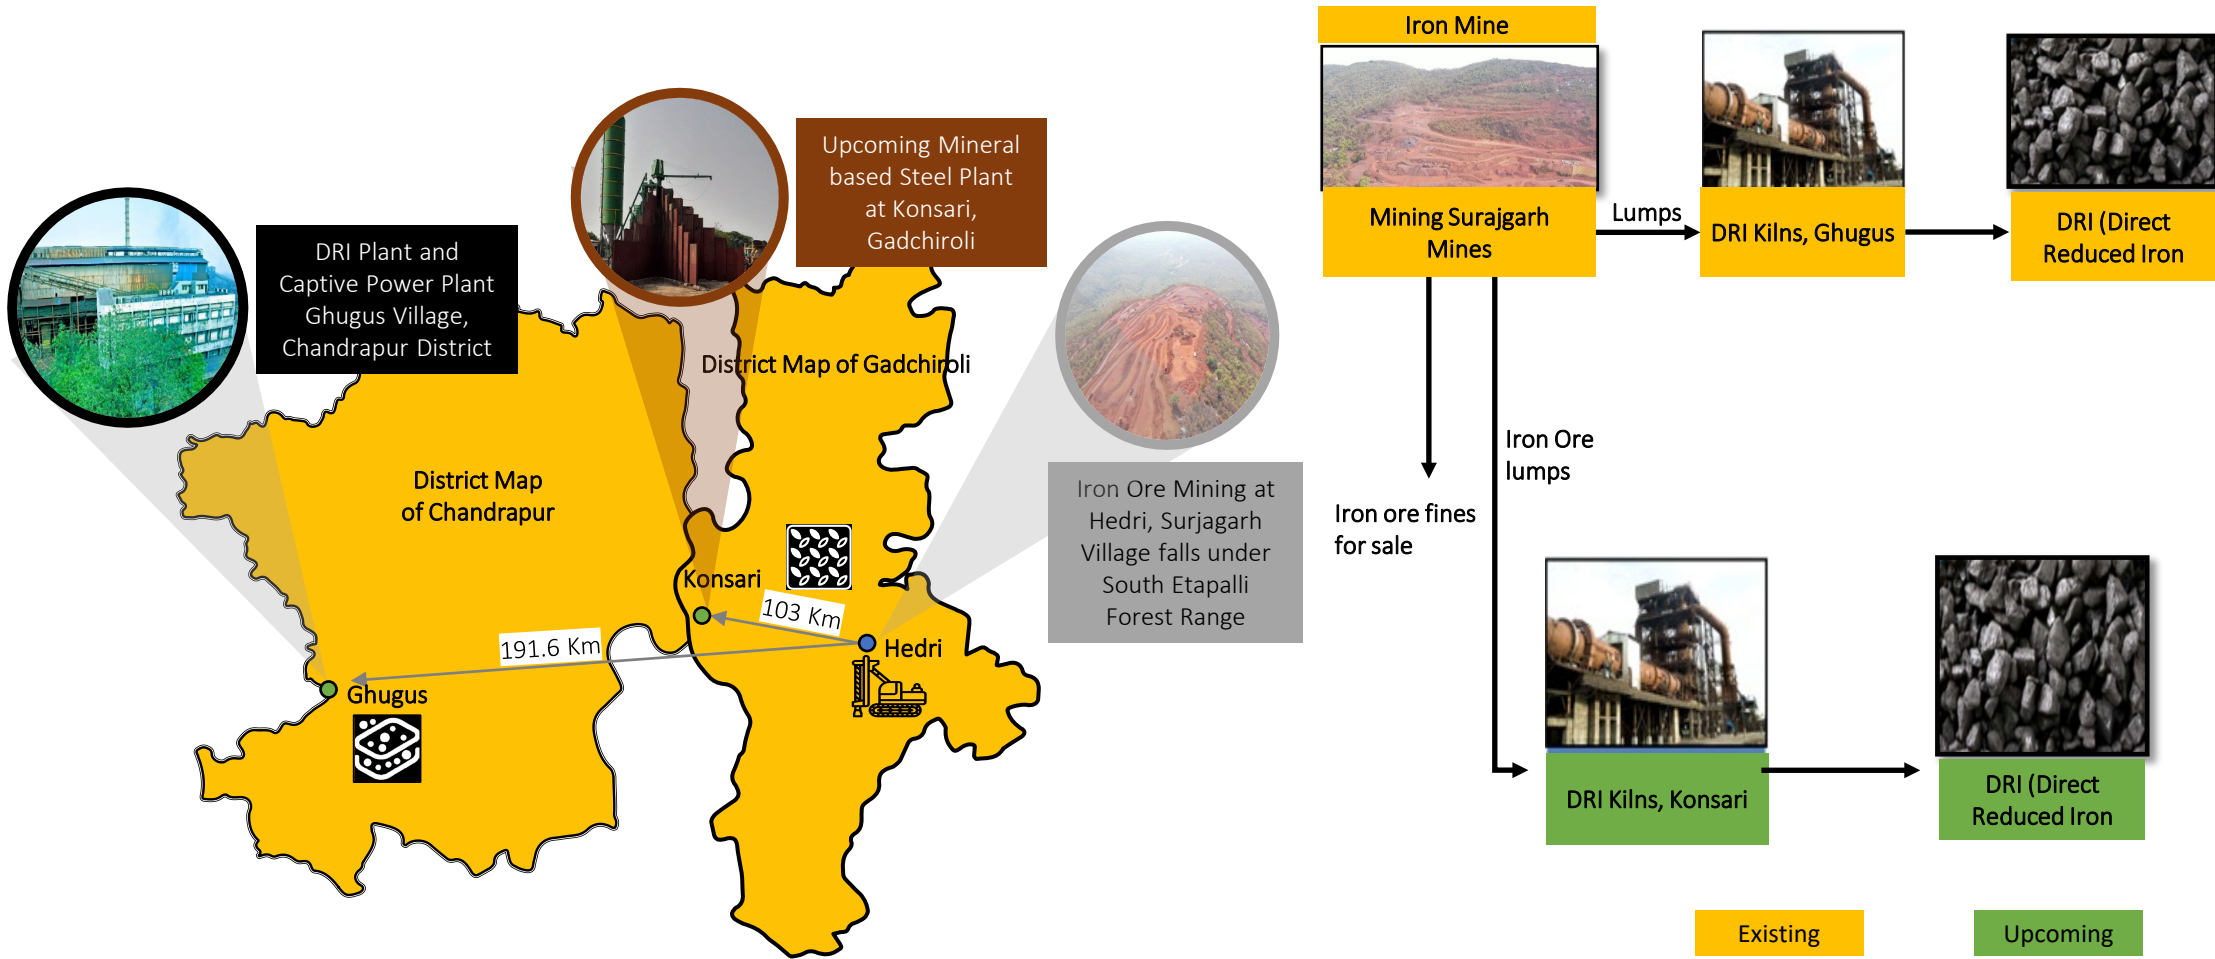 Upcoming Mineral
based Steel Plant
at Konsari,
Gadchiroli
DRI Plant and
Captive Power Plant
Ghugus Village,
Chandrapur District
District Map of Gadchiroli
District Map
of Chandrapur
Iron Ore Mining at
Hedri, Surjagarh
Village falls under
South Etapalli
Forest Range
Konsari
103 Km
191.6 Km
Hedri
Ghugus
Iron Mine
Mining Surajgarh
Mines
Lumps
DRI Kilns, Ghugus
DRI (Direct
Reduced Iron
Iron Ore
lumps
Iron ore fines
for sale
DRI Kilns, Konsari
DRI (Direct
Reduced Iron
Existing
Upcoming